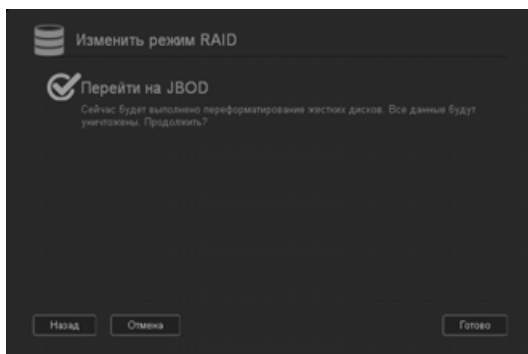 Изменить режим RAID
Перейти на JBOD
Сейчас будет выполнено переформатирование жестких дисков. Все данные будут
уничтожены. Продолжить?
Назад
Отмена
Готово